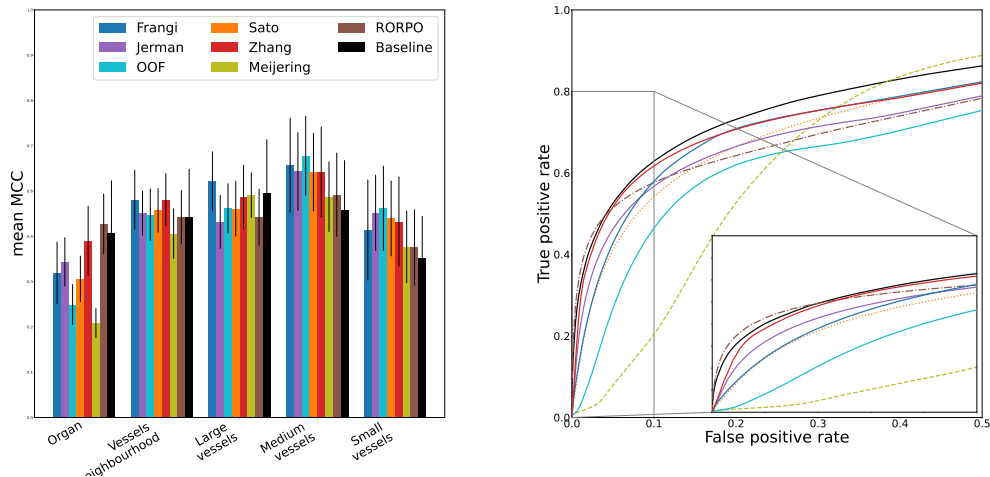 Frangi
Jerman
OOF
Sato
Zhang
Meijering
RORPO
Baseline
mean MCC
Organ
Vessels
ighbourhood
Large
vessels
Medium
vessels
Small
vessels
1.0
0.8
0.6
0.4
0.2
0.0
True positive rate
0.0
0.1
0.2
0.3
0.4
0.5
False positive rate